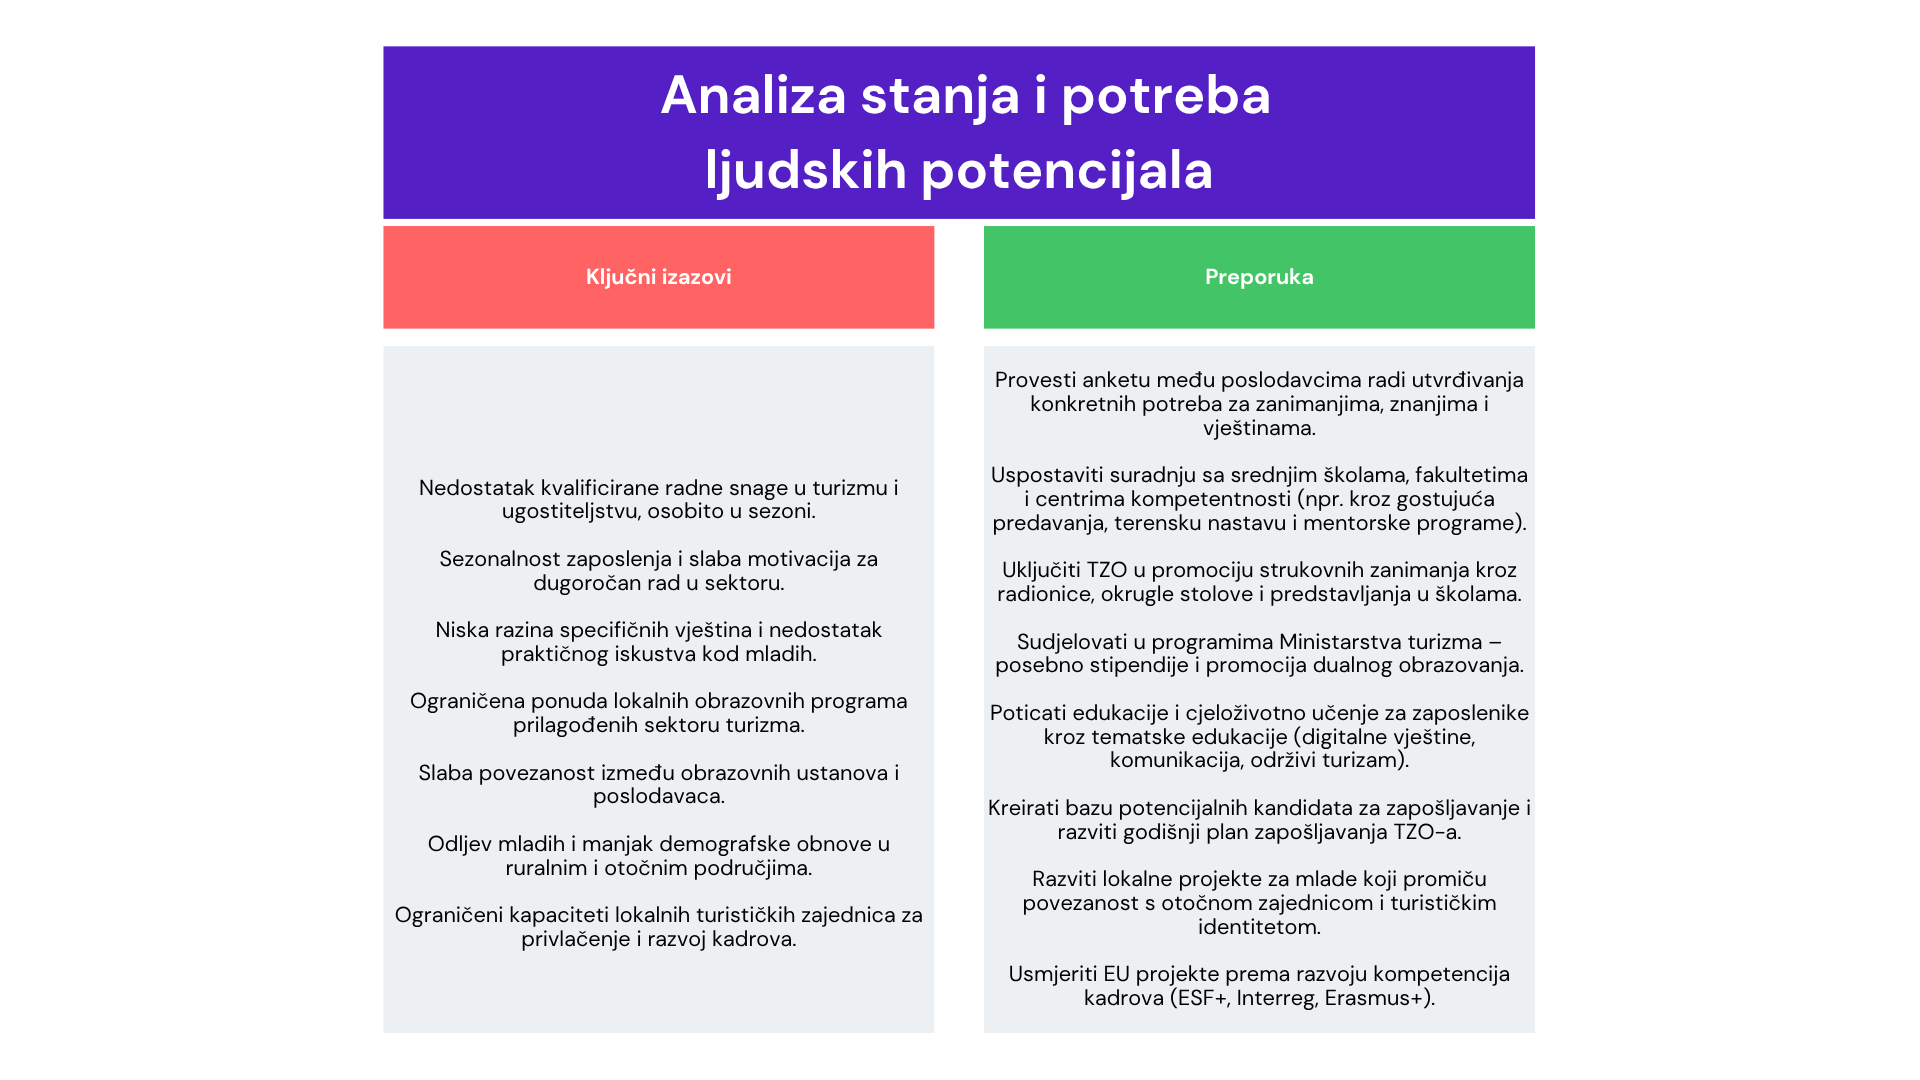 Analiza stanja i potreba
ljudskih potencijala
Ključni izazovi
Nedostatak kvalificirane radne snage u turizmu i
ugostiteljstvu, osobito u sezoni.
Sezonalnost zaposlenja i slaba motivacija za
dugoročan rad u sektoru.
Niska razina specifičnih vještina i nedostatak
praktičnog iskustva kod mladih.
Ograničena ponuda lokalnih obrazovnih programa
prilagođenih sektoru turizma.
Slaba povezanost između obrazovnih ustanova i
poslodavaca.
Odljev mladih i manjak demografske obnove u
ruralnim i otočnim područjima.
Ograničeni kapaciteti lokalnih turističkih zajednica za
privlačenje i razvoj kadrova.
Preporuka
Provesti anketu među poslodavcima radi utvrđivanja
konkretnih potreba za zanimanjima, znanjima i
vještinama.
Uspostaviti suradnju sa srednjim školama, fakultetima
i centrima kompetentnosti (npr. kroz gostujuća
predavanja, terensku nastavu i mentorske programe).
Uključiti TZO u promociju strukovnih zanimanja kroz
radionice, okrugle stolove i predstavljanja u školama.
Sudjelovati u programima Ministarstva turizma –
posebno stipendije i promocija dualnog obrazovanja.
Poticati edukacije i cjeloživotno učenje za zaposlenike
kroz tematske edukacije (digitalne vještine,
komunikacija, održivi turizam).
Kreirati bazu potencijalnih kandidata za zapošljavanje i
razviti godišnji plan zapošljavanja TZO-a.
Razviti lokalne projekte za mlade koji promiču
povezanost s otočnom zajednicom i turističkim
identitetom.
Usmjeriti EU projekte prema razvoju kompetencija
kadrova (ESF+, Interreg, Erasmus+).